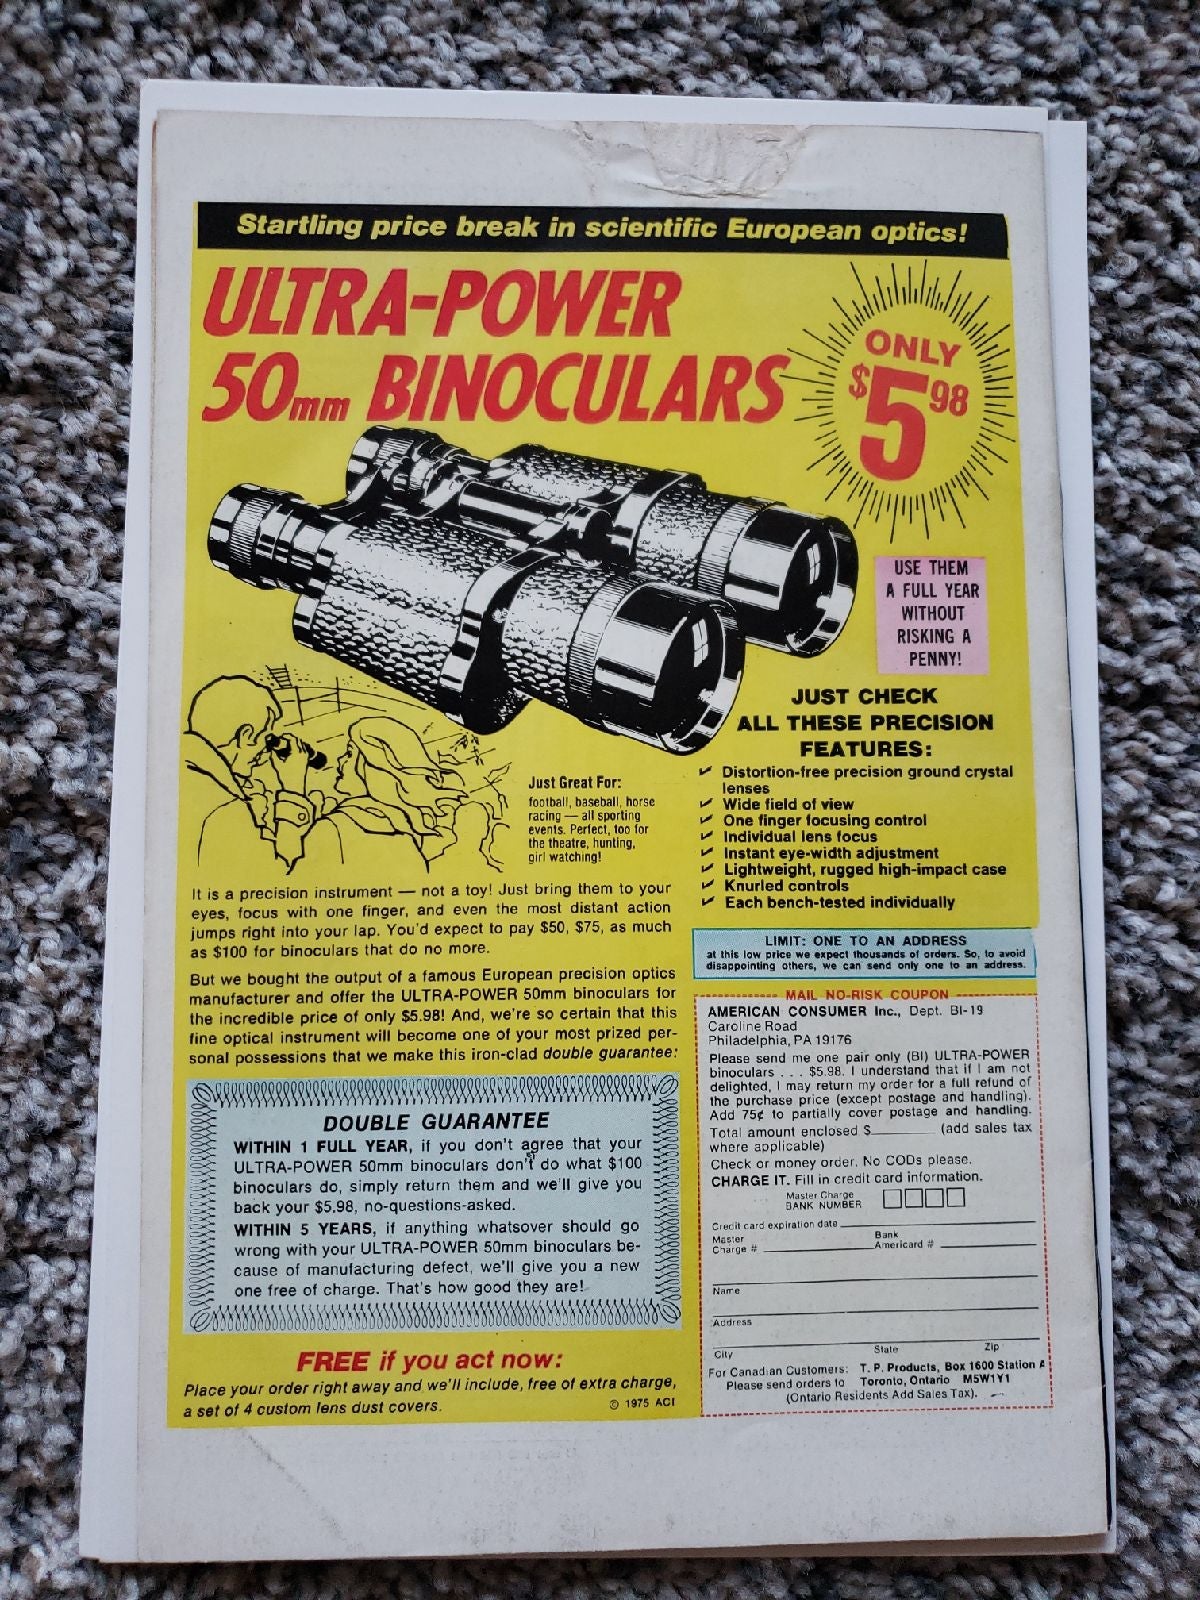 Startling price break in scientific European optics!
ULTRA-POWER
50mm BINOCULARS
ONLY
$5.98
USE THEM
A FULL YEAR
WITHOUT
RISKING A
PENNY!
JUST CHECK
ALL THESE PRECISION
FEATURES:
Distortion-free precision ground crystal
lenses
Wide field of view
One finger focusing control
Individual lens focus
Instant eye-width adjustment
Lightweight, rugged high-impact case
Knurled controls
Each bench-tested individually
Just Great For:
football, baseball, horse
racing — all sporting
events. Perfect, too for
the theatre, hunting,
girl watching!
It is a precision instrument — not a toy! Just bring them to your
eyes, focus with one finger, and even the most distant action
jumps right into your lap. You'd expect to pay $50, $75, as much
as $100 for binoculars that do no more.
But we bought the output of a famous European precision optics
manufacturer and offer the ULTRA-POWER 50mm binoculars for
the incredible price of only $5.98! And, we're so certain that this
fine optical instrument will become one of your most prized per-
sonal possessions that we make this iron-clad double guarantee:
DOUBLE GUARANTEE
WITHIN 1 FULL YEAR, if you don't agree that your
ULTRA-POWER 50mm binoculars don't do what $100
binoculars do, simply return them and we'll give you
back your $5.98, no-questions-asked.
WITHIN 5 YEARS, if anything whatsover should go
wrong with your ULTRA-POWER 50mm binoculars be-
cause of manufacturing defect, we'll give you a new
one free of charge. That's how good they are!
FREE if you act now:
Place your order right away and we'll include, free of extra charge,
a set of 4 custom lens dust covers.
© 1975 ACI
LIMIT: ONE TO AN ADDRESS
at this low price we expect thousands of orders. So, to avoid
disappointing others, we can send only one to an address.
MAIL NO-RISK COUPON
AMERICAN CONSUMER Inc., Dept. BI-19
Caroline Road
Philadelphia, PA 19176
Please send me one pair only (BI) ULTRA-POWER
binoculars . . . $5.98. I understand that if I am not
delighted, I may return my order for a full refund of
the purchase price (except postage and handling).
Add 75¢ to partially cover postage and handling.
Total amount enclosed $ (add sales tax
where applicable)
Check or money order, No CODs please.
CHARGE IT. Fill in credit card information.
Master Charge
BANK NUMBER
Credit card expiration date
Master Charge # Bank Americard #
Name
Address
City State Zip
For Canadian Customers: T. P. Products, Box 1600 Station A
Please send orders to Toronto, Ontario M5W1Y1
(Ontario Residents Add Sales Tax).